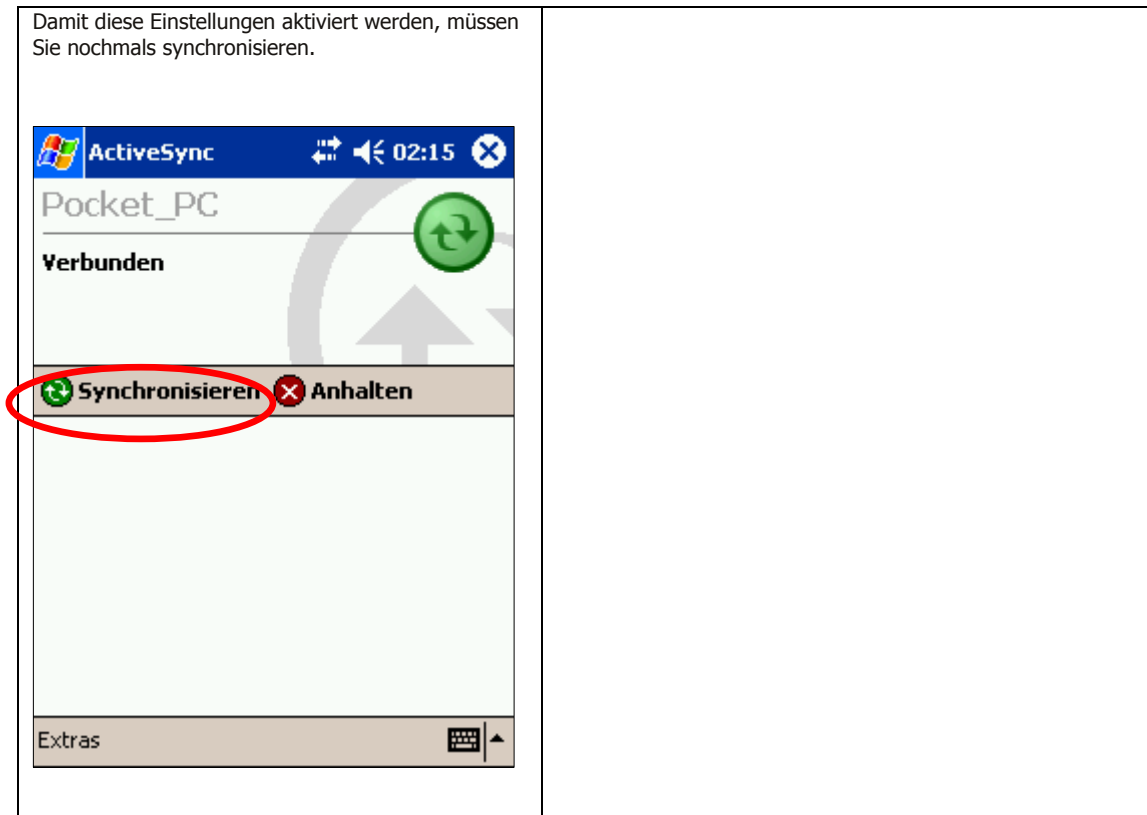 Damit diese Einstellungen aktiviert werden, müssen
Sie nochmals synchronisieren.
ActiveSync 02:15
Pocket_PC
Verbunden
Synchronisieren Anhalten
Extras